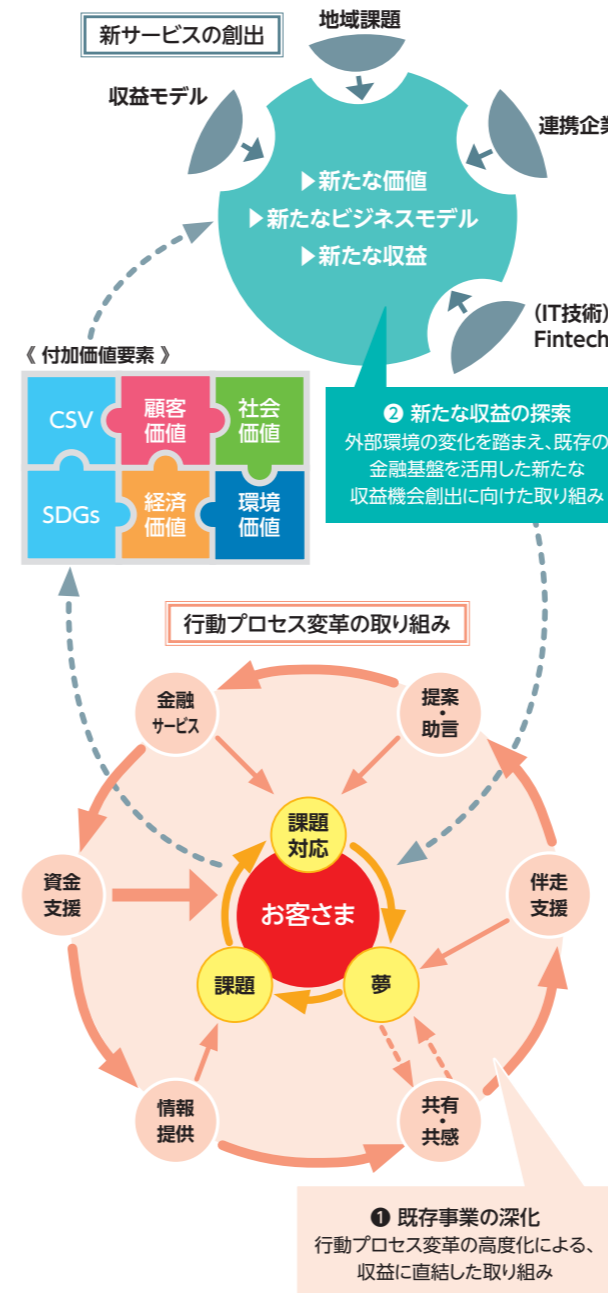 新サービスの創出
地域課題
収益モデル
連携企業
▶新たな価値
▶新たなビジネスモデル
▶新たな収益
(IT技術)
Fintech
《 付加価値要素 》
CSV
顧客
価値
社会
価値
SDGs
経済
価値
環境
価値
❷ 新たな収益の探索
外部環境の変化を踏まえ、既存の
金融基盤を活用した新たな
収益機会創出に向けた取り組み
行動プロセス変革の取り組み
金融
サービス
提案
・
助言
課題
対応
資金
支援
お客さま
伴走
支援
課題
夢
情報
提供
共有
・
共感
❶ 既存事業の深化
行動プロセス変革の高度化による、
収益に直結した取り組み